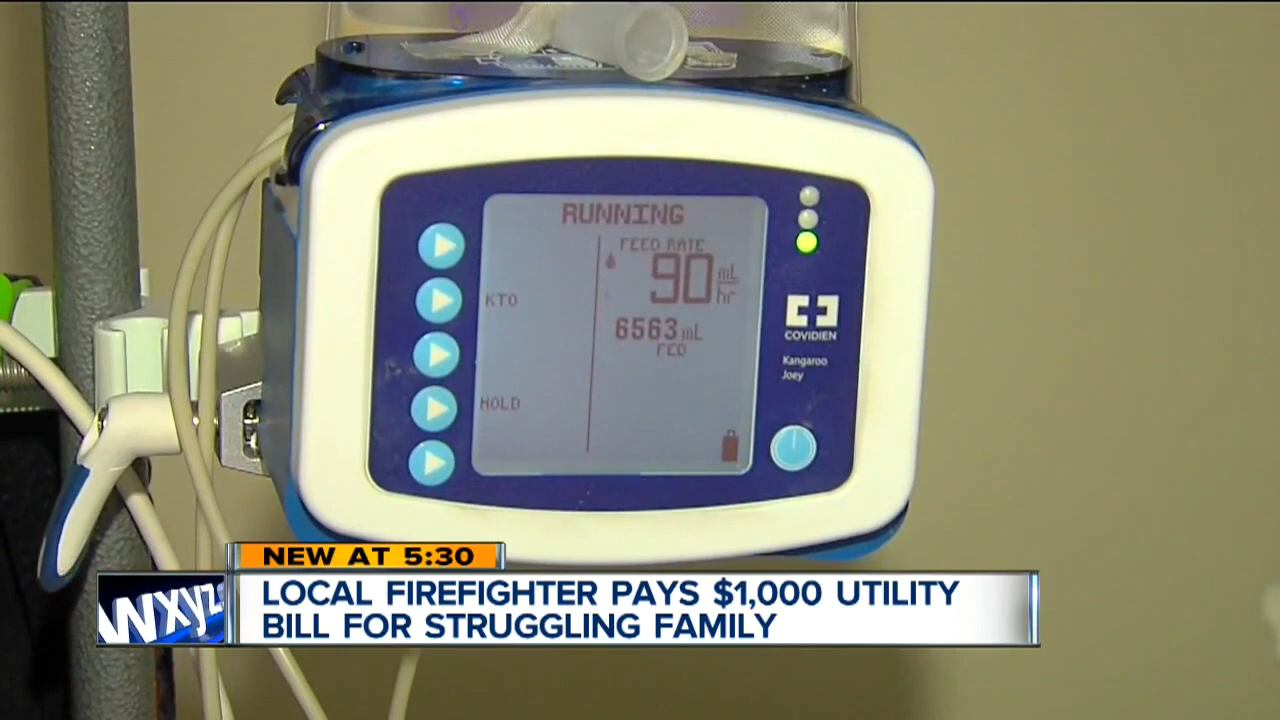 RUNNING
FEED RATE
90 mL/hr
KTO
6563 mL
FED
HOLD
COVIDIEN
Kangaroo
Joey
NEW AT 5:30
WXYZ
LOCAL FIREFIGHTER PAYS $1,000 UTILITY
BILL FOR STRUGGLING FAMILY